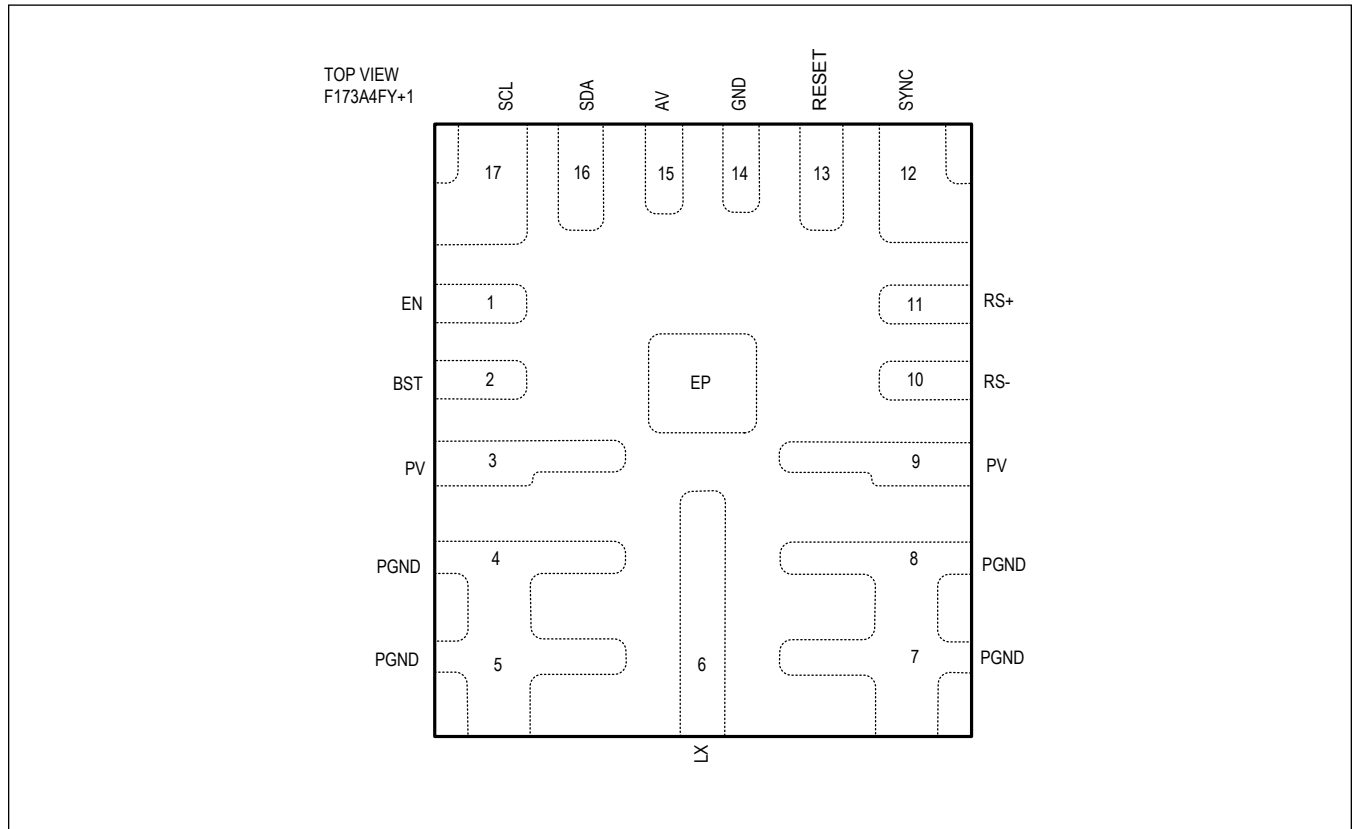 TOP VIEW
F173A4FY+1
SCL
SDA
AV
GND
RESET
SYNC
17
16
15
14
13
12
EN
1
11
RS+
BST
2
EP
10
RS-
PV
3
9
PV
PGND
4
8
PGND
PGND
5
6
7
PGND
LX